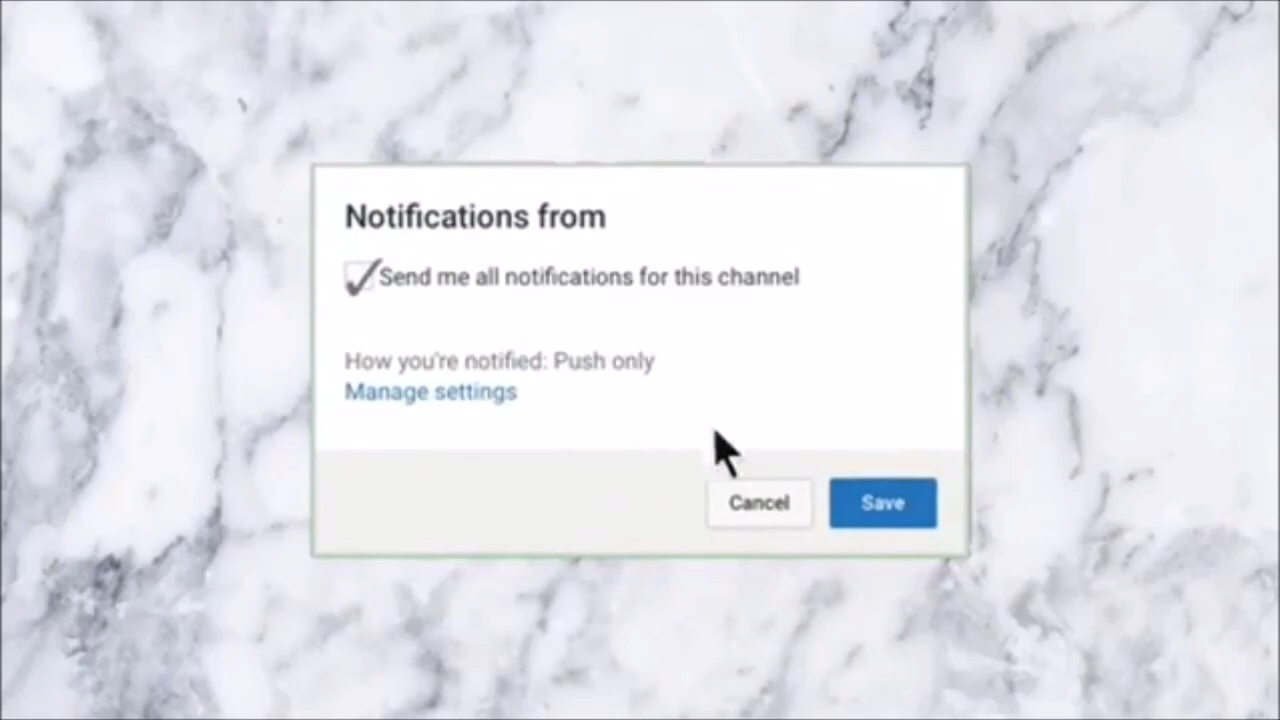 Notifications from
Send me all notifications for this channel
How you're notified: Push only
Manage settings
Cancel
Save